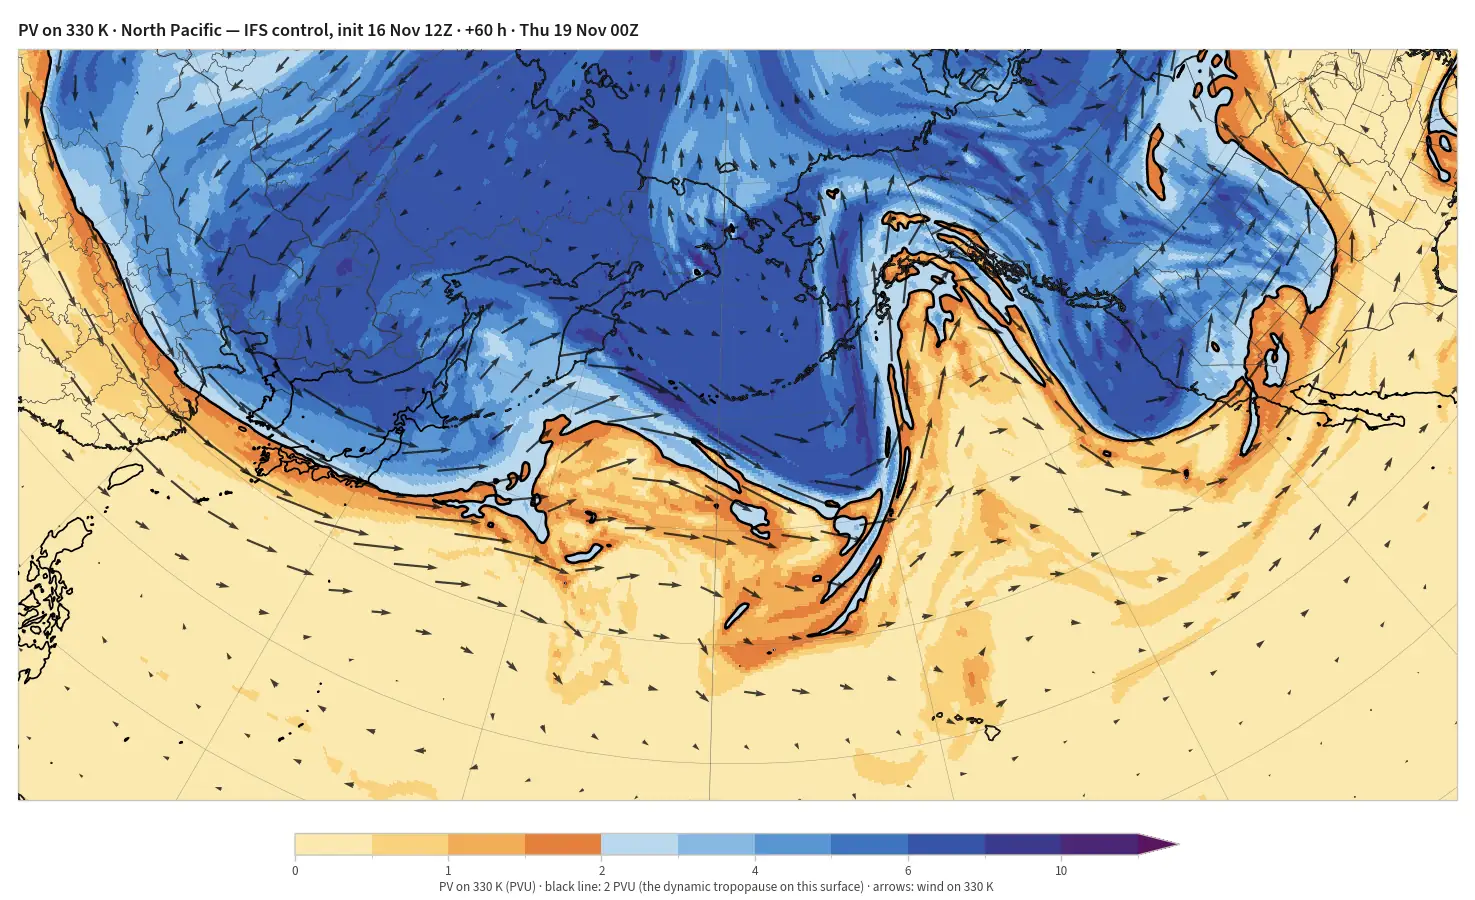 PV on 330 K · North Pacific — IFS control, init 16 Nov 12Z · +60 h · Thu 19 Nov 00Z
0 1 2 4 6 10
PV on 330 K (PVU) · black line: 2 PVU (the dynamic tropopause on this surface) · arrows: wind on 330 K